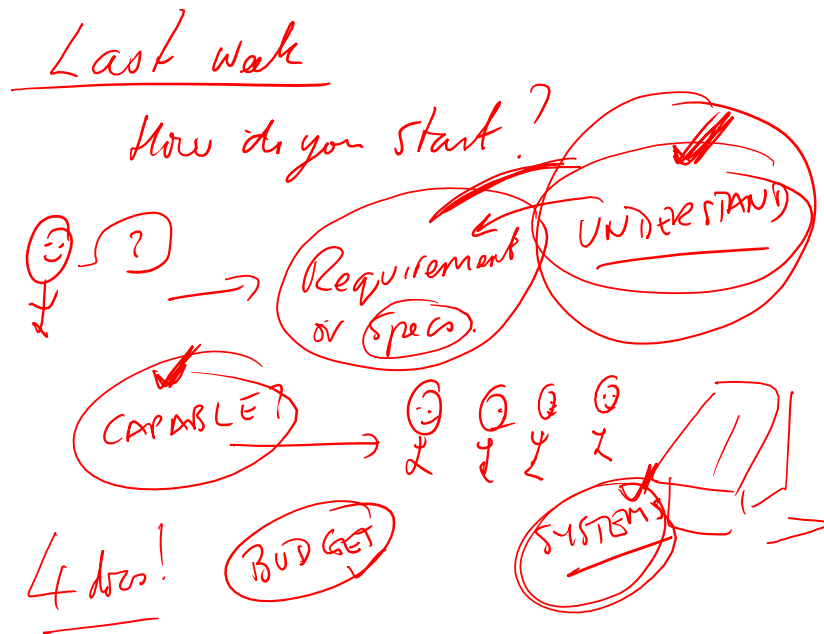 Last week
How do you start?
?
UNDERSTAND
Requirement
or specs.
CAPABLE?
SYSTEMS
BUDGET
4 docs!